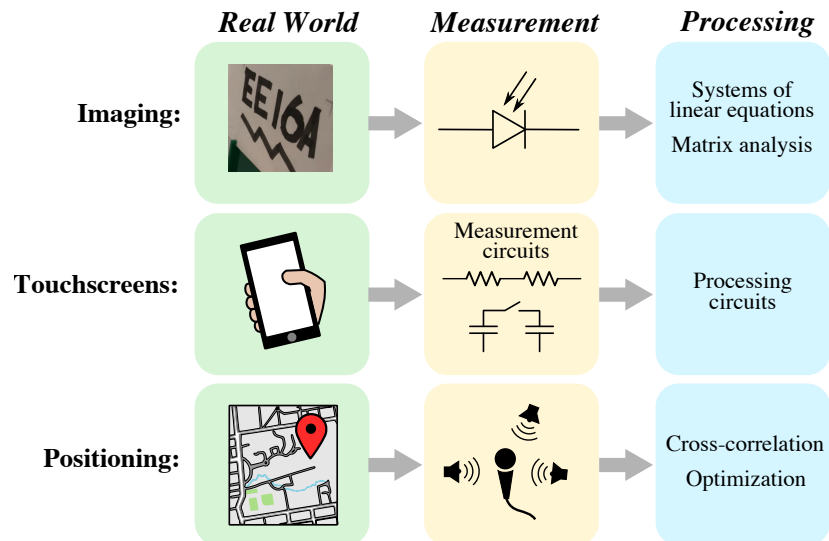 Real World Measurement Processing
Imaging:
EE16A
Systems of
linear equations
Matrix analysis
Touchscreens:
Measurement
circuits
Processing
circuits
Positioning:
Cross-correlation
Optimization